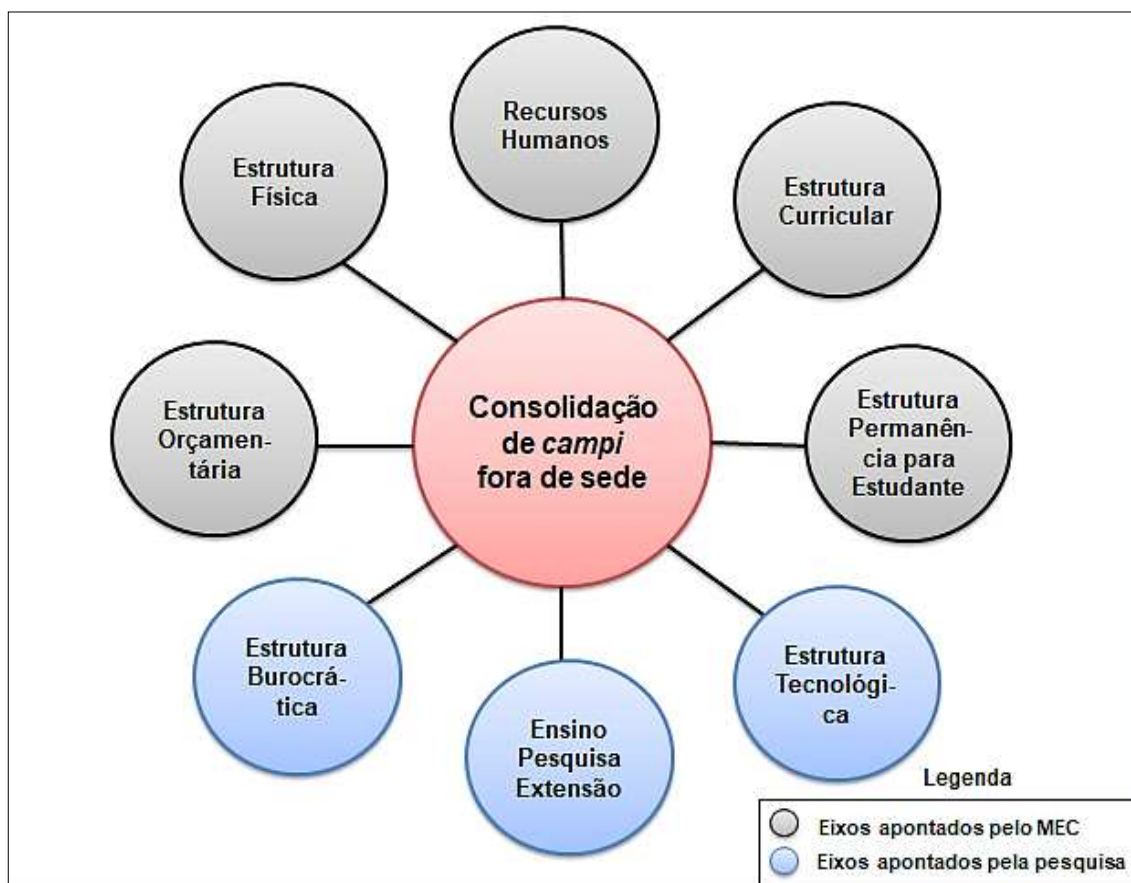 Recursos
Humanos
Estrutura
Física
Estrutura
Curricular
Estrutura
Orçamen-
tária
Consolidação
de campi
fora de sede
Estrutura
Permanên-
cia para
Estudante
Estrutura
Burocrá-
tica
Ensino
Pesquisa
Extensão
Estrutura
Tecnológi-
ca
Legenda
Eixos apontados pelo MEC
Eixos apontados pela pesquisa